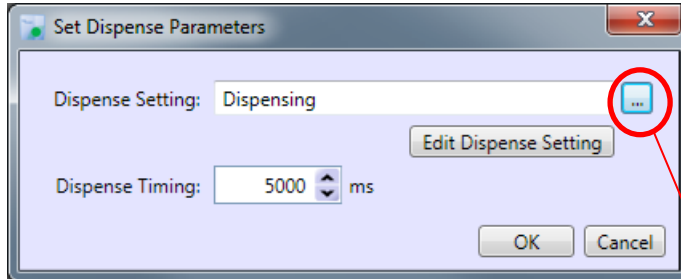 Set Dispense Parameters
Dispense Setting: Dispensing ...
Edit Dispense Setting
Dispense Timing: 5000 ms
OK Cancel